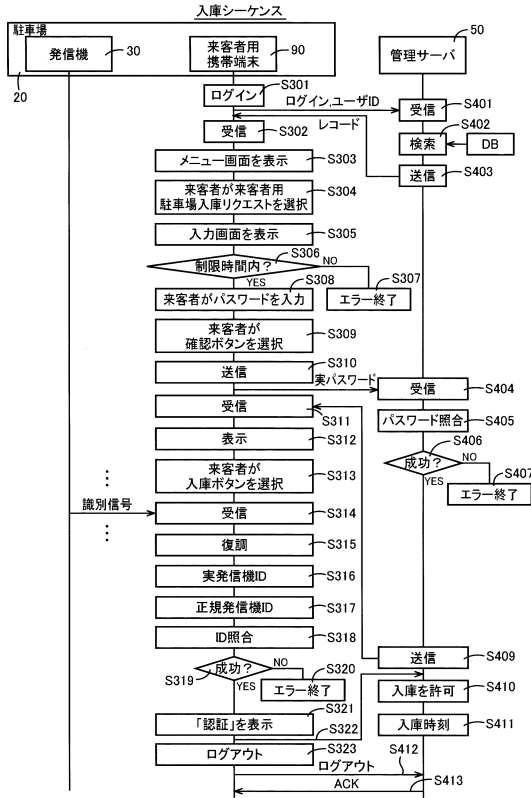 入庫シーケンス
駐車場
発信機
30
来客者用
携帯端末
90
50
管理サーバ
20
ログイン
S301
ログイン,ユーザID
受信
S401
受信
S302
レコード
検索
S402
DB
メニュー画面を表示
S303
送信
S403
来客者が来客者用
駐車場入庫リクエストを選択
S304
入力画面を表示
S305
制限時間内?
S306
NO
YES
S307
エラー終了
来客者がパスワードを入力
S308
来客者が
確認ボタンを選択
S309
送信
S310
実パスワード
受信
S404
受信
S311
パスワード照合
S405
表示
S312
成功?
S406
NO
YES
S407
エラー終了
来客者が
入庫ボタンを選択
S313
識別信号
受信
S314
復調
S315
実発信機ID
S316
正規発信機ID
S317
ID照合
S318
送信
S409
成功?
S319
NO
YES
S320
エラー終了
入庫を許可
S410
「認証」を表示
S321
S322
入庫時刻
S411
ログアウト
S323
ログアウト
S412
ACK
S413